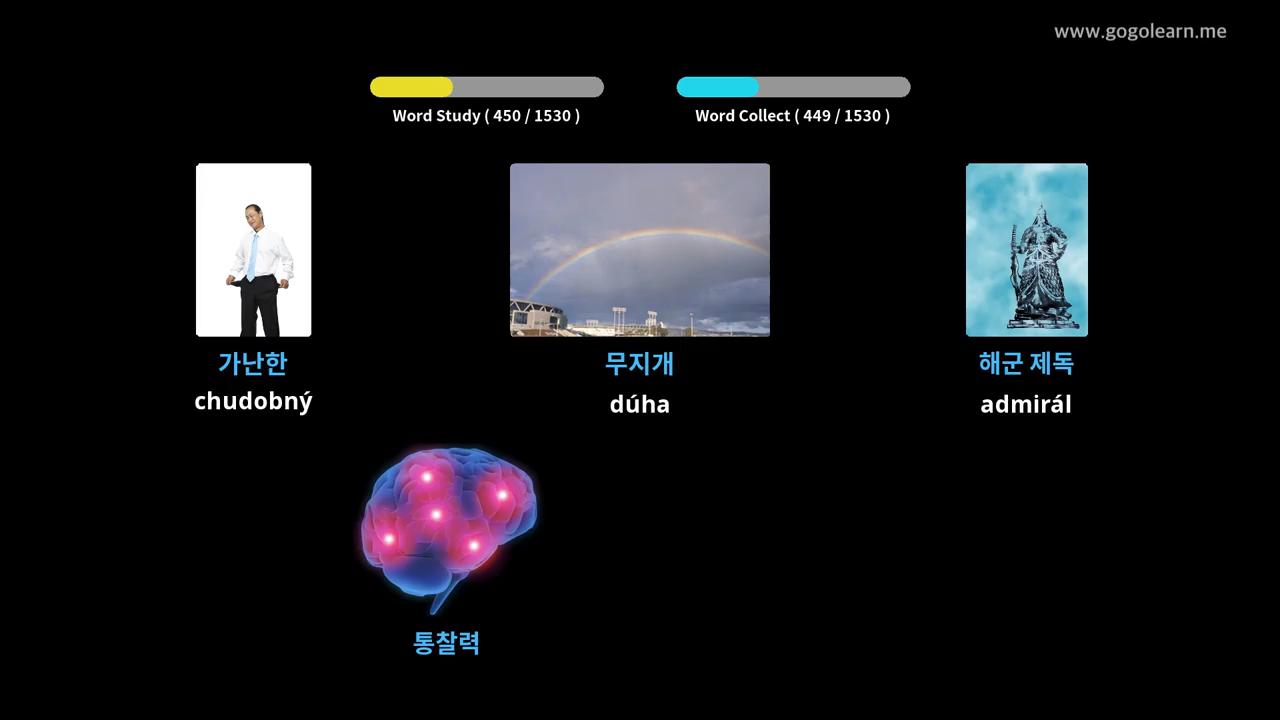 www.gogolearn.me
Word Study ( 450 / 1530 )
Word Collect ( 449 / 1530 )
가난한
무지개
해군 제독
chudobný
dúha
admirál
통찰력